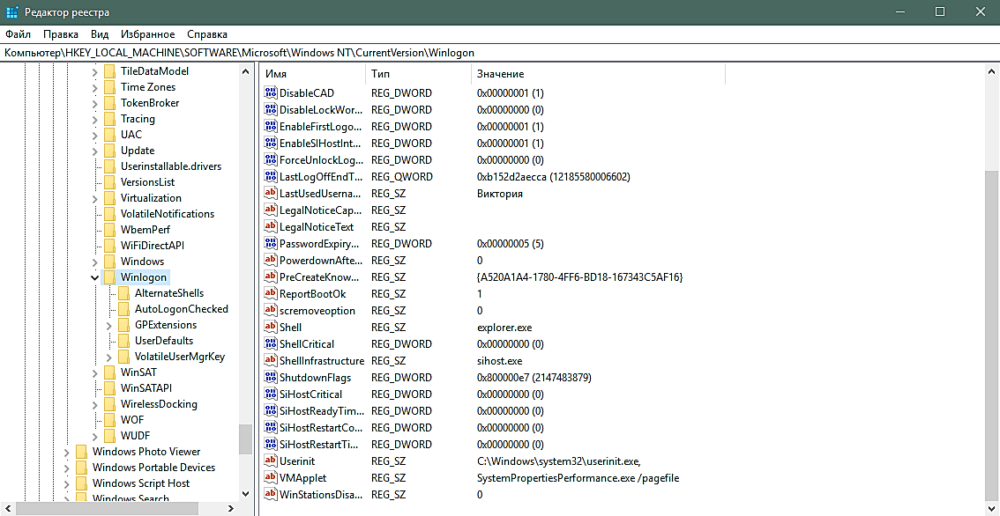 Редактор реестра
Файл Правка Вид Избранное Справка
Компьютер\HKEY_LOCAL_MACHINE\SOFTWARE\Microsoft\Windows NT\CurrentVersion\Winlogon
TileDataModel
Time Zones
TokenBroker
Tracing
UAC
Update
Userinstallable.drivers
VersionsList
Virtualization
VolatileNotifications
WbemPerf
WiFiDirectAPI
Windows
Winlogon
AlternateShells
AutoLogonChecked
GPExtensions
UserDefaults
VolatileUserMgrKey
WinSAT
WinSATAPI
WirelessDocking
WOF
WUDF
Windows Photo Viewer
Windows Portable Devices
Windows Script Host
Windows Search
Имя Тип Значение
DisableCAD REG_DWORD 0x00000001 (1)
DisableLockWor... REG_DWORD 0x00000000 (0)
EnableFirstLogo... REG_DWORD 0x00000001 (1)
EnableSIHostInt... REG_DWORD 0x00000001 (1)
ForceUnlockLog... REG_DWORD 0x00000000 (0)
LastLogOffEndT... REG_QWORD 0xb152d2aecca (12185580006602)
LastUsedUserna... REG_SZ Виктория
LegalNoticeCap... REG_SZ
LegalNoticeText REG_SZ
PasswordExpiry... REG_DWORD 0x00000005 (5)
PowerdownAfte... REG_SZ 0
PreCreateKnow... REG_SZ {A520A1A4-1780-4FF6-BD18-167343C5AF16}
ReportBootOk REG_SZ 1
scremoveoption REG_SZ 0
Shell REG_SZ explorer.exe
ShellCritical REG_DWORD 0x00000000 (0)
ShellInfrastructure REG_SZ sihost.exe
ShutdownFlags REG_DWORD 0x800000e7 (2147483879)
SiHostCritical REG_DWORD 0x00000000 (0)
SiHostReadyTim... REG_DWORD 0x00000000 (0)
SiHostRestartCo... REG_DWORD 0x00000000 (0)
SiHostRestartTi... REG_DWORD 0x00000000 (0)
Userinit REG_SZ C:\Windows\system32\userinit.exe,
VMApplet REG_SZ SystemPropertiesPerformance.exe /pagefile
WinStationsDisa... REG_SZ 0